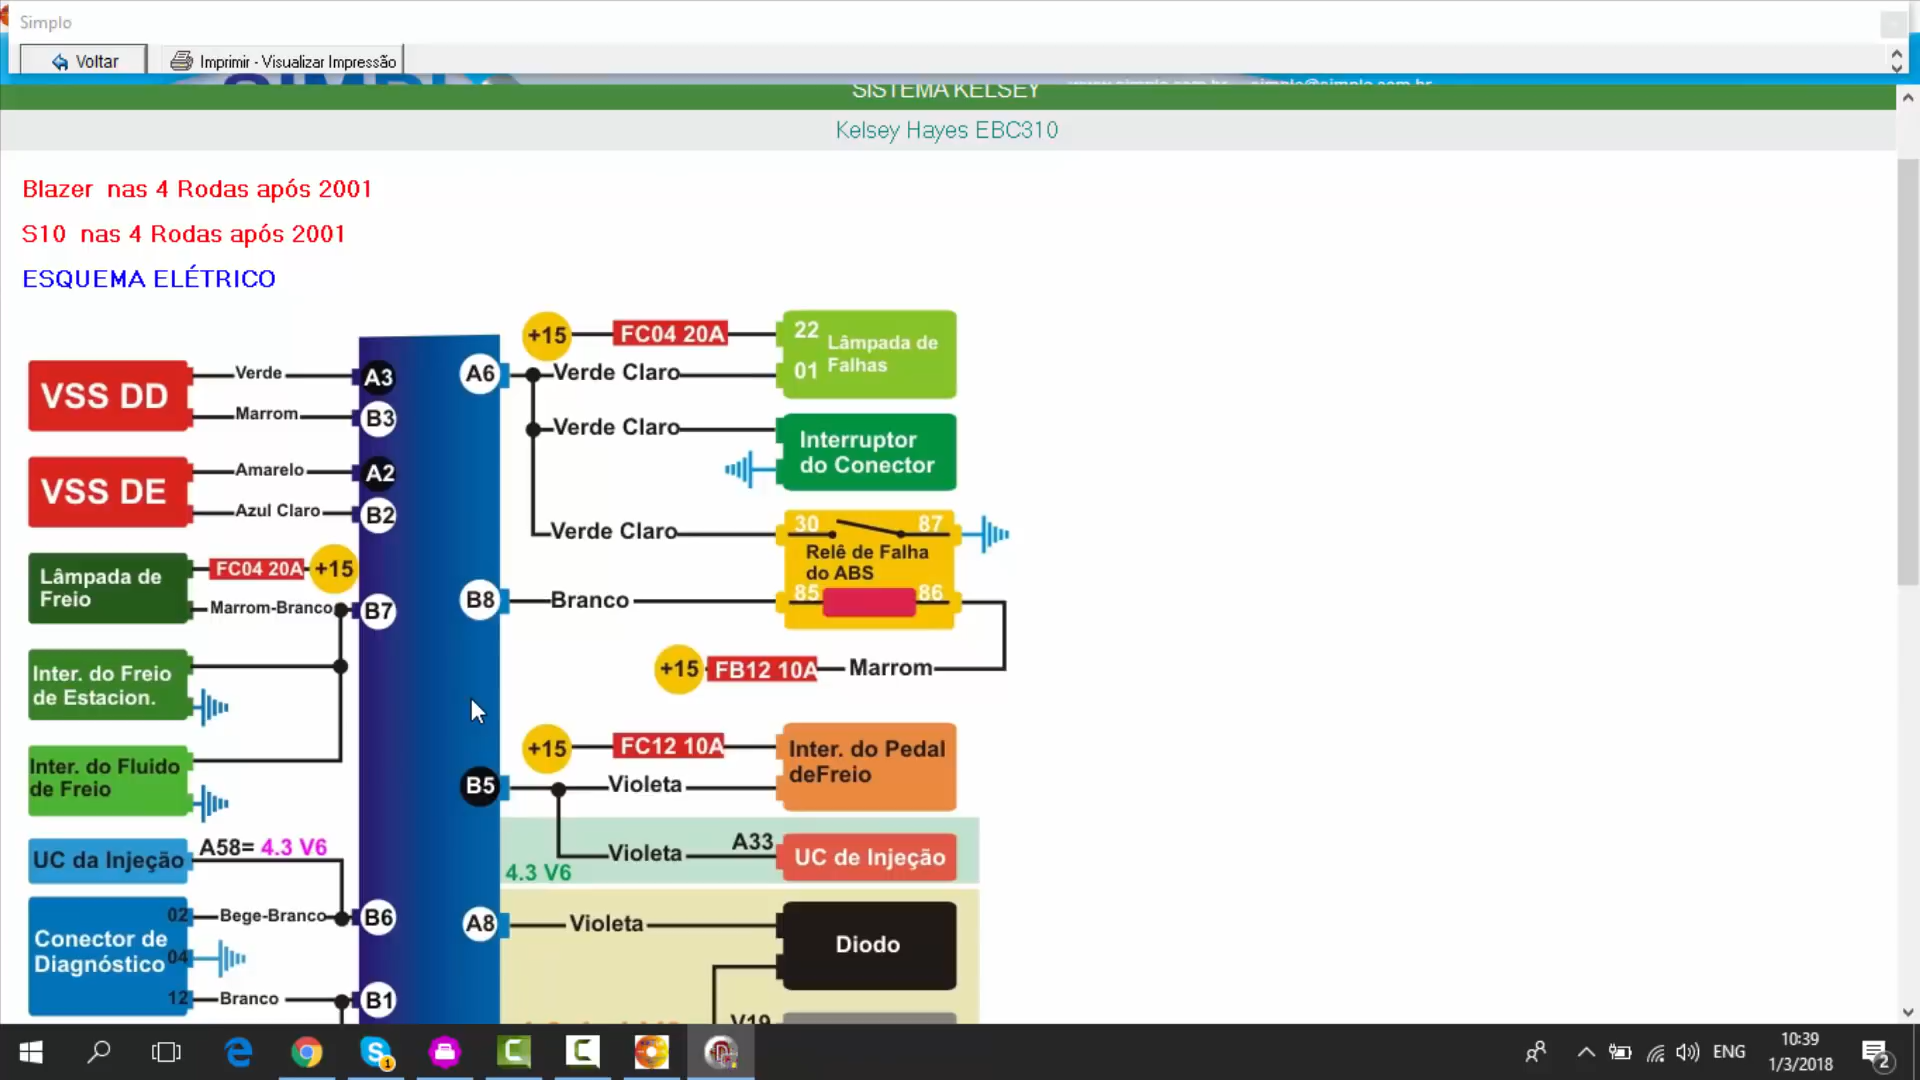 Simplo
Voltar
Imprimir - Visualizar Impressão
SISTEMA KELSEY
Kelsey Hayes EBC310
Blazer nas 4 Rodas após 2001
S10 nas 4 Rodas após 2001
ESQUEMA ELÉTRICO
VSS DD
Verde
A3
Marrom
B3
VSS DE
Amarelo
A2
Azul Claro
B2
Lâmpada de
Freio
FC04 20A
+15
Marrom-Branco
B7
Inter. do Freio
de Estacion.
Inter. do Fluido
de Freio
UC da Injeção
A58= 4.3 V6
Conector de
Diagnóstico
02
Bege-Branco
B6
04
12
Branco
B1
A6
+15
FC04 20A
22
Lâmpada de
Falhas
Verde Claro
01
Verde Claro
Interruptor
do Conector
Verde Claro
30
87
Relê de Falha
do ABS
85
86
B8
Branco
+15
FB12 10A
Marrom
+15
FC12 10A
Inter. do Pedal
deFreio
B5
Violeta
Violeta
A33
UC de Injeção
4.3 V6
A8
Violeta
Diodo
V19
ENG
10:39
1/3/2018
1
2